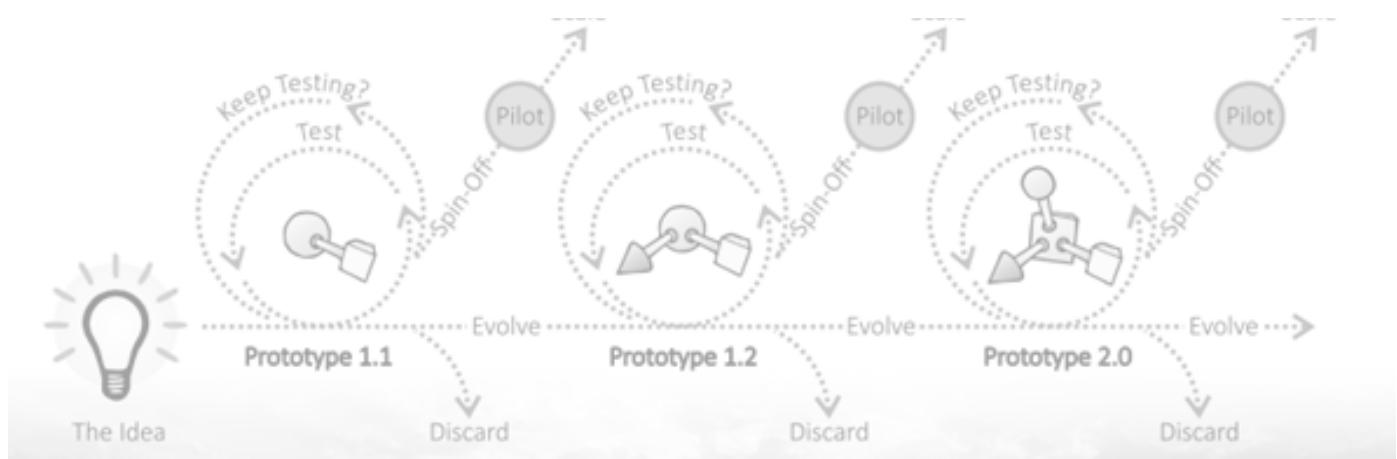 Keep Testing?
Test
Pilot
Spin-Off
Keep Testing?
Test
Pilot
Spin-Off
Keep Testing?
Test
Pilot
Spin-Off
Evolve
Evolve
Evolve
Prototype 1.1
Prototype 1.2
Prototype 2.0
The Idea
Discard
Discard
Discard